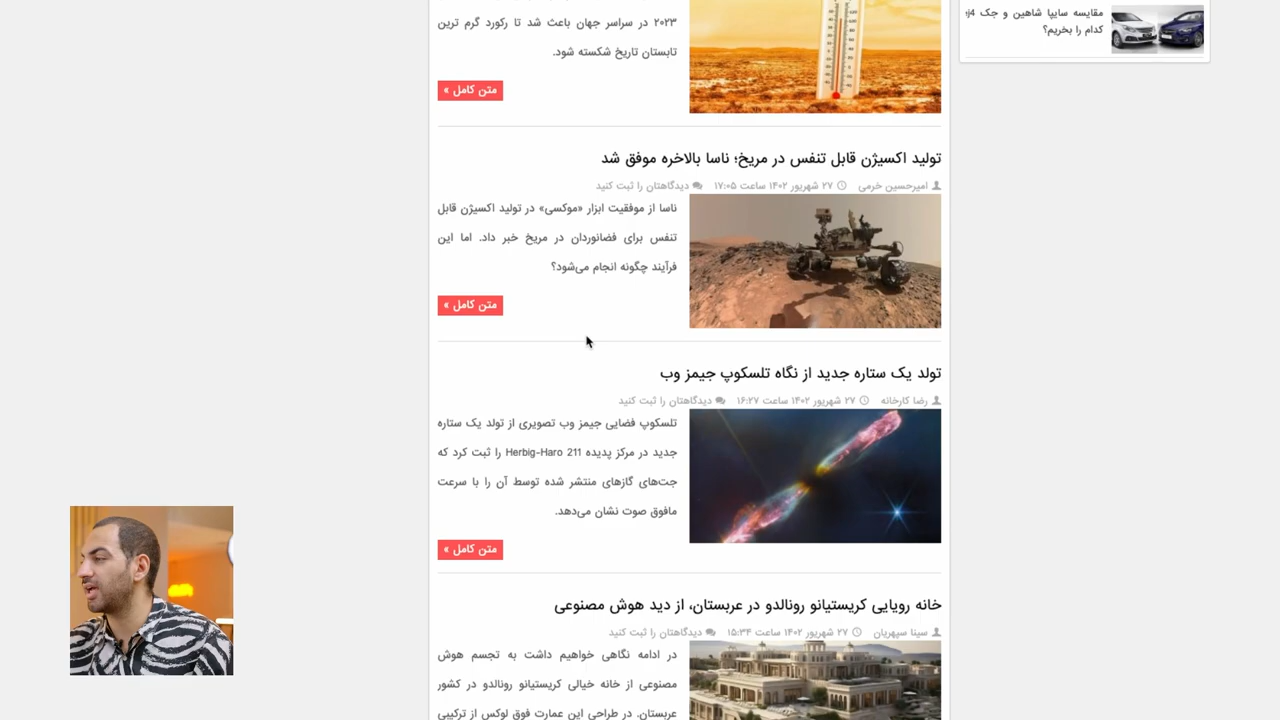 مقایسه سایپا شاهین و جک j4؛
کدام را بخریم؟
۲۰۲۳ در سراسر جهان باعث شد تا رکورد گرم ترین
تابستان تاریخ شکسته شود.
متن کامل »
تولید اکسیژن قابل تنفس در مریخ؛ ناسا بالاخره موفق شد
امیرحسین خرمی ۲۷ شهریور ۱۴۰۲ ساعت ۱۷:۰۵ دیدگاهتان را ثبت کنید
ناسا از موفقیت ابزار «موکسی» در تولید اکسیژن قابل
تنفس برای فضانوردان در مریخ خبر داد. اما این
فرآیند چگونه انجام می‌شود؟
متن کامل »
تولد یک ستاره جدید از نگاه تلسکوپ جیمز وب
رضا کارخانه ۲۷ شهریور ۱۴۰۲ ساعت ۱۶:۲۷ دیدگاهتان را ثبت کنید
تلسکوپ فضایی جیمز وب تصویری از تولد یک ستاره
جدید در مرکز پدیده Herbig-Haro 211 را ثبت کرد که
جت‌های گازهای منتشر شده توسط آن را با سرعت
مافوق صوت نشان می‌دهد.
متن کامل »
خانه رویایی کریستیانو رونالدو در عربستان، از دید هوش مصنوعی
سینا سپهریان ۲۷ شهریور ۱۴۰۲ ساعت ۱۵:۳۴ دیدگاهتان را ثبت کنید
در ادامه نگاهی خواهیم داشت به تجسم هوش
مصنوعی از خانه خیالی کریستیانو رونالدو در کشور
عربستان. در طراحی این عمارت فوق لوکس از ترکیبی